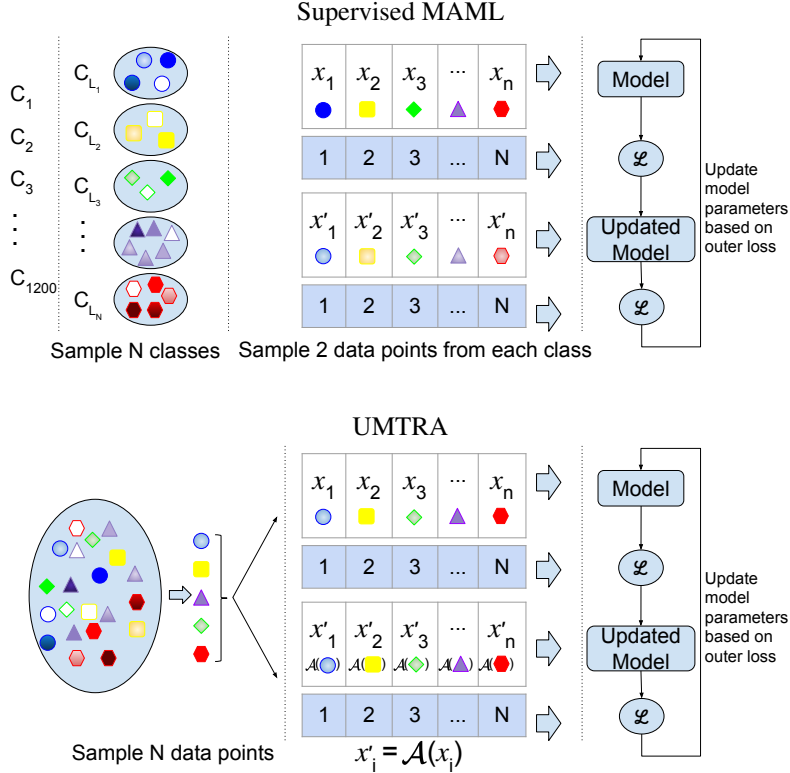 Supervised MAML
C1
C2
C3
⋮
C1200
CL1
CL2
CL3
⋮
CLN
Sample N classes
x1 x2 x3 ... xn
1 2 3 ... N
x'1 x'2 x'3 ... x'n
1 2 3 ... N
Sample 2 data points from each class
Model
ℒ
Updated
Model
ℒ
Update
model
parameters
based on
outer loss
UMTRA
Sample N data points
x1 x2 x3 ... xn
1 2 3 ... N
x'1 x'2 x'3 ... x'n
𝒜( ) 𝒜( ) 𝒜( ) 𝒜( ) 𝒜( )
1 2 3 ... N
x'i = 𝒜(xi)
Model
ℒ
Updated
Model
ℒ
Update
model
parameters
based on
outer loss